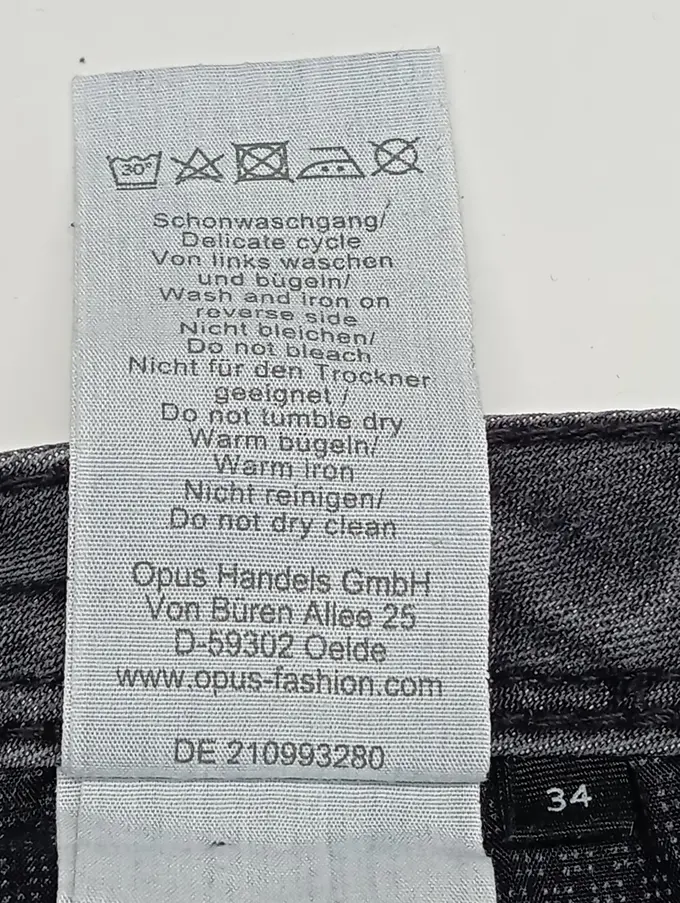 30°
Schonwaschgang/
Delicate cycle
Von links waschen
und bügeln/
Wash and iron on
reverse side
Nicht bleichen/
Do not bleach
Nicht für den Trockner
geeignet /
Do not tumble dry
Warm bugeln/
Warm iron
Nicht reinigen/
Do not dry clean
Opus Handels GmbH
Von Büren Allee 25
D-59302 Oelde
www.opus-fashion.com
DE 210993280
34